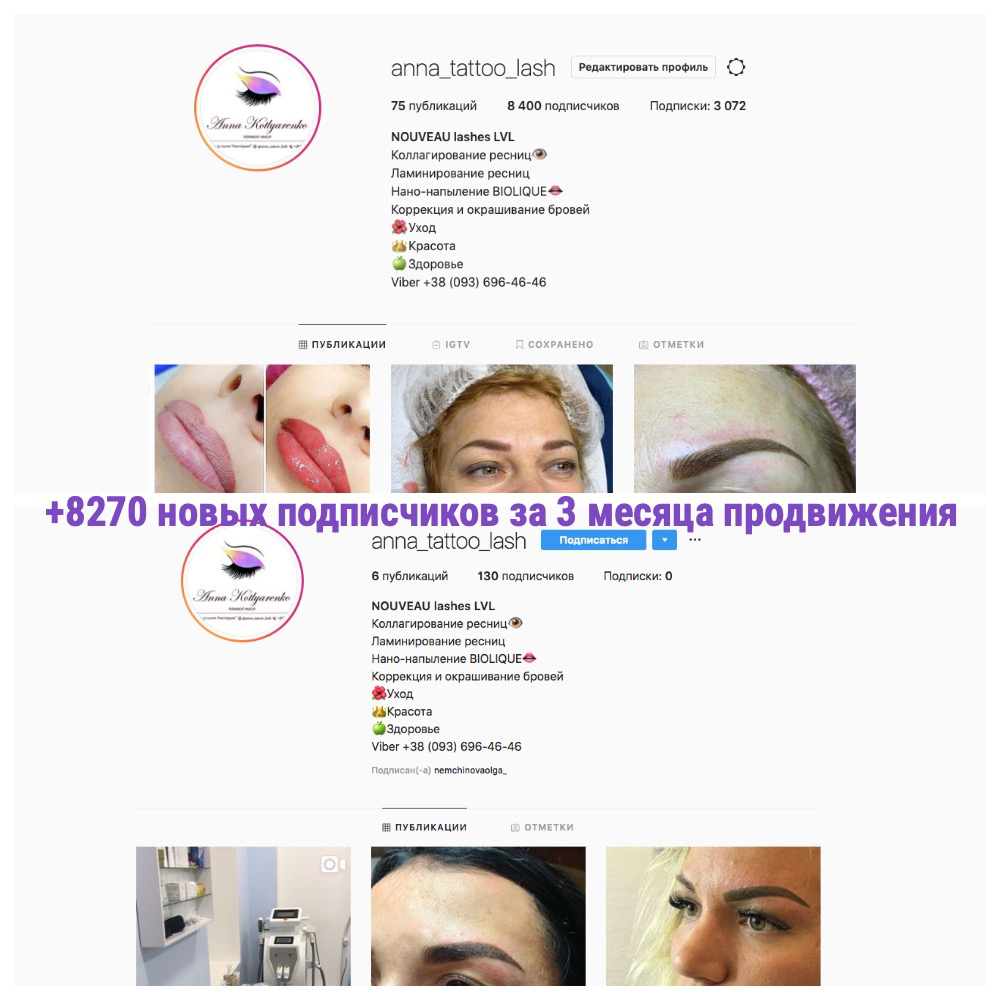 anna_tattoo_lash Редактировать профиль
75 публикаций 8 400 подписчиков Подписки: 3 072
Anna Kotlyarenko
PERMANENT MAKEUP
NOUVEAU lashes LVL
Коллагирование ресниц👁
Ламинирование ресниц
Нано-напыление BIOLIQUE👄
Коррекция и окрашивание бровей
🌺Уход
👑Красота
🍏Здоровье
Viber +38 (093) 696-46-46
ПУБЛИКАЦИИ IGTV СОХРАНЕНО ОТМЕТКИ
+8270 новых подписчиков за 3 месяца продвижения
anna_tattoo_lash Подписаться ...
6 публикаций 130 подписчиков Подписки: 0
Anna Kotlyarenko
PERMANENT MAKEUP
NOUVEAU lashes LVL
Коллагирование ресниц👁
Ламинирование ресниц
Нано-напыление BIOLIQUE👄
Коррекция и окрашивание бровей
🌺Уход
👑Красота
🍏Здоровье
Viber +38 (093) 696-46-46
Подписан(-а) nemchinovaolga_
ПУБЛИКАЦИИ ОТМЕТКИ